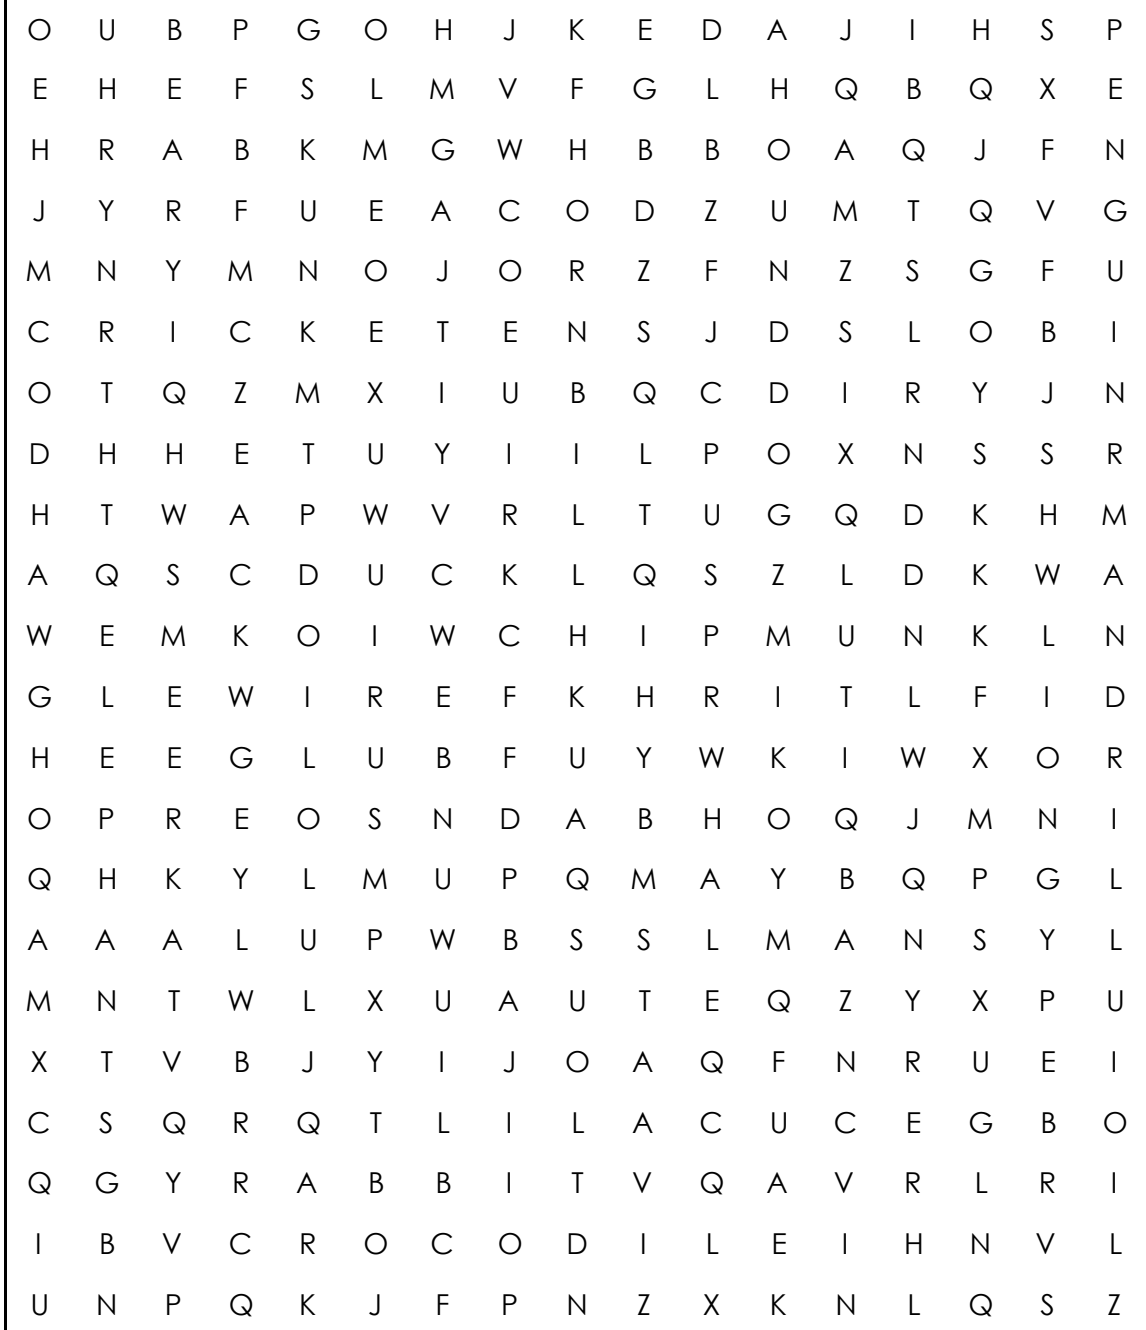 O U B P G O H J K E D A J I H S P
E H E F S L M V F G L H Q B Q X E
H R A B K M G W H B B O A Q J F N
J Y R F U E A C O D Z U M T Q V G
M N Y M N O J O R Z F N Z S G F U
C R I C K E T E N S J D S L O B I
O T Q Z M X I U B Q C D I R Y J N
D H H E T U Y I I L P O X N S S R
H T W A P W V R L T U G Q D K H M
A Q S C D U C K L Q S Z L D K W A
W E M K O I W C H I P M U N K L N
G L E W I R E F K H R I T L F I D
H E E G L U B F U Y W K I W X O R
O P R E O S N D A B H O Q J M N I
Q H K Y L M U P Q M A Y B Q P G L
A A A L U P W B S S L M A N S Y L
M N T W L X U A U T E Q Z Y X P U
X T V B J Y I J O A Q F N R U E I
C S Q R Q T L I L A C U C E G B O
Q G Y R A B B I T V Q A V R L R I
I B V C R O C O D I L E I H N V L
U N P Q K J F P N Z X K N L Q S Z